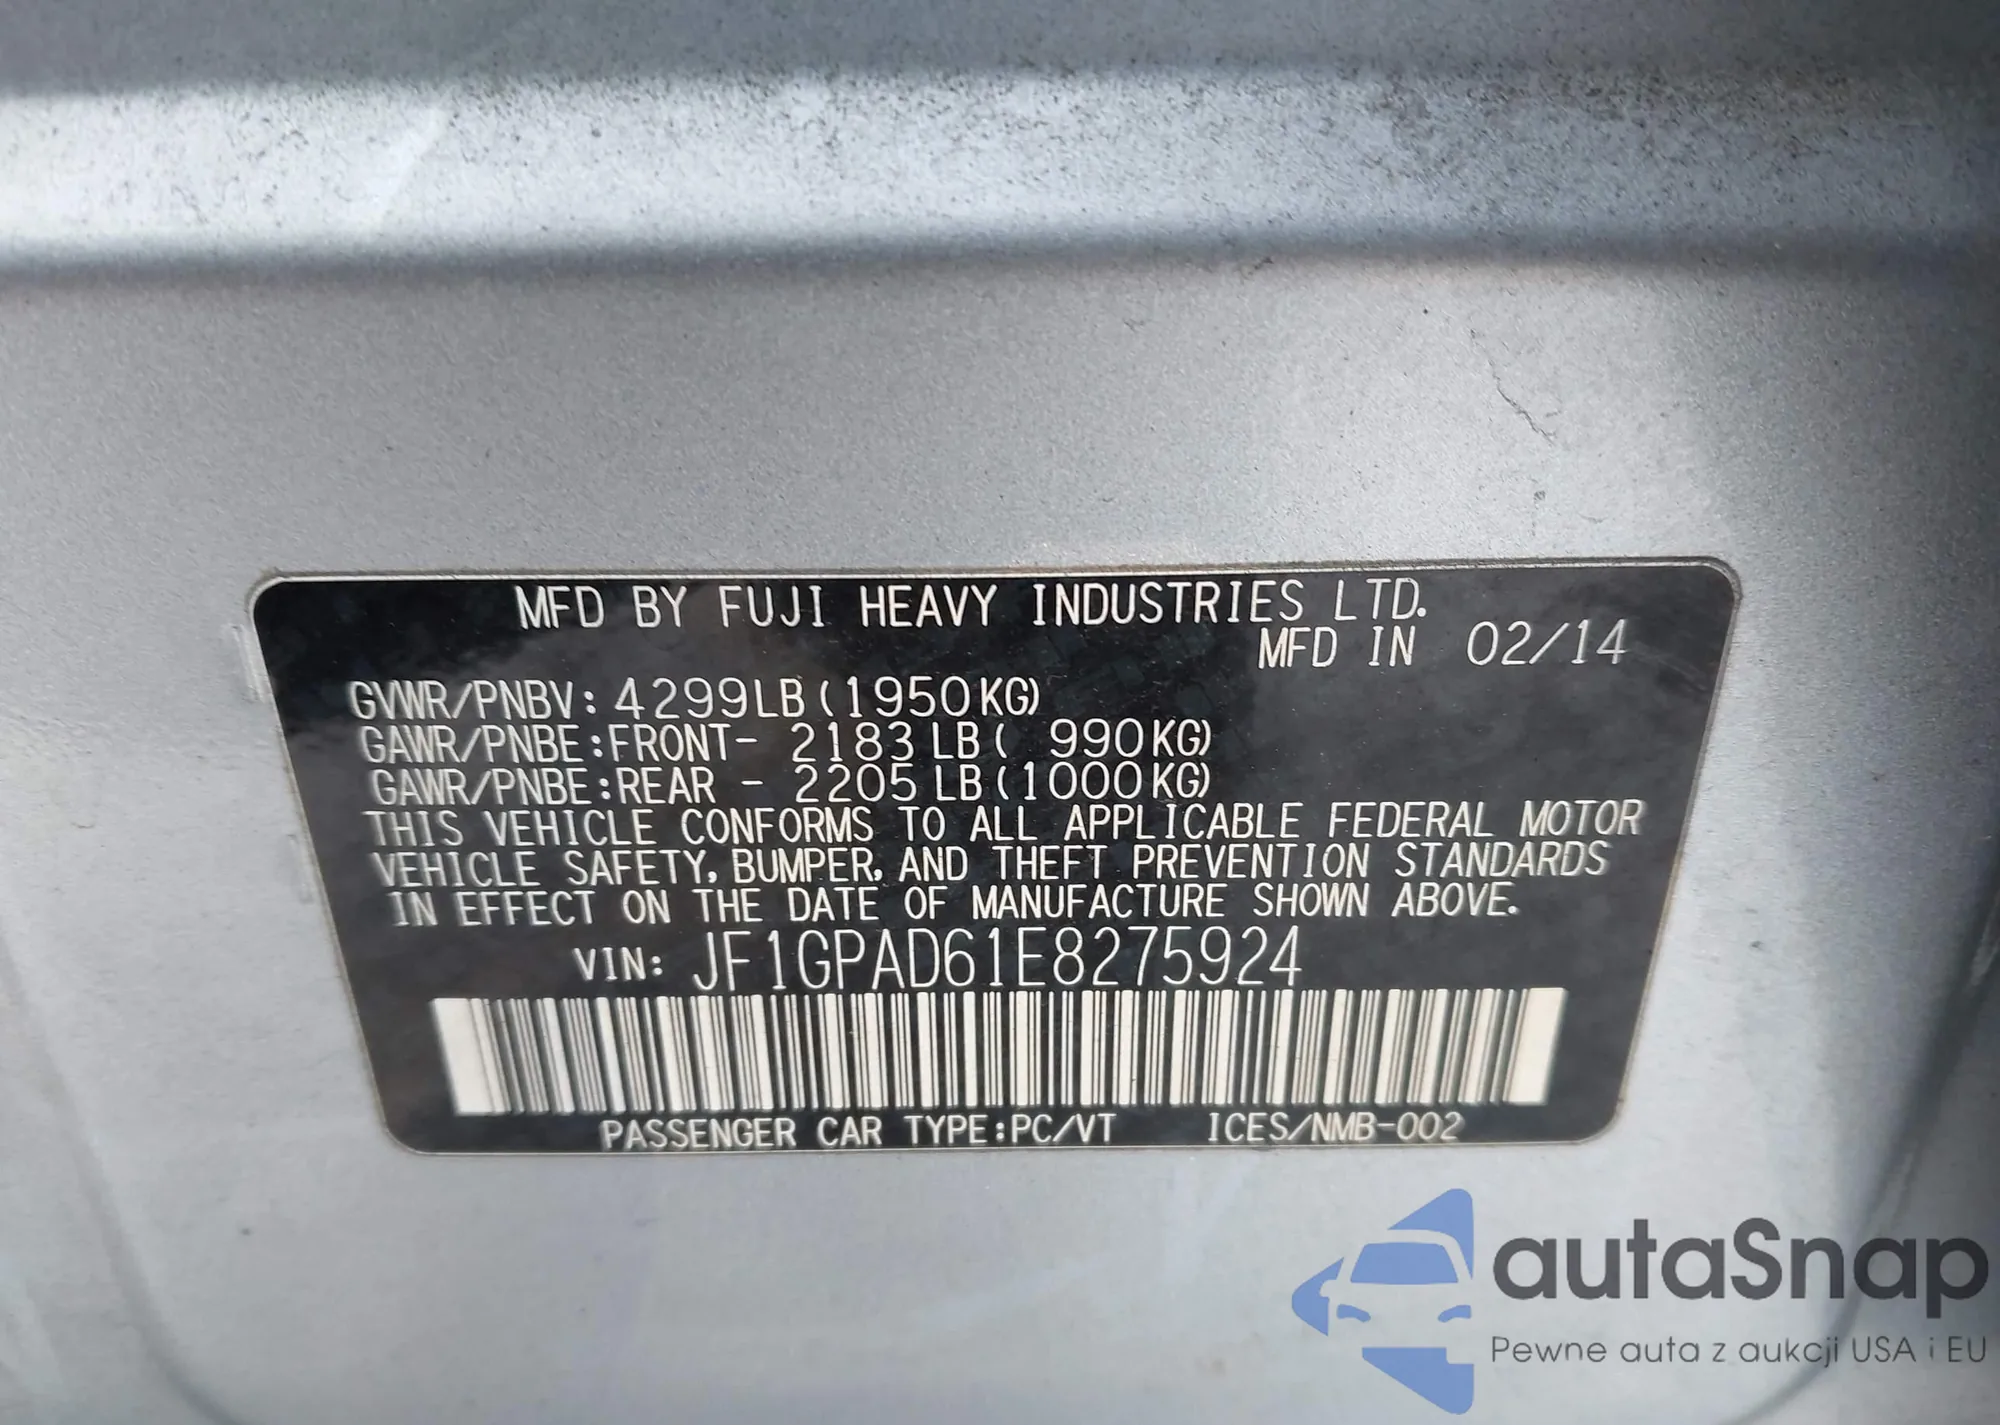 MFD BY FUJI HEAVY INDUSTRIES LTD.
MFD IN 02/14
GVWR/PNBV: 4299LB(1950KG)
GAWR/PNBE:FRONT- 2183 LB( 990KG)
GAWR/PNBE:REAR - 2205 LB(1000KG)
THIS VEHICLE CONFORMS TO ALL APPLICABLE FEDERAL MOTOR
VEHICLE SAFETY, BUMPER, AND THEFT PREVENTION STANDARDS
IN EFFECT ON THE DATE OF MANUFACTURE SHOWN ABOVE.
VIN: JF1GPAD61E8275924
PASSENGER CAR TYPE:PC/VT ICES/NMB-002
autaSnap
Pewne auta z aukcji USA i EU